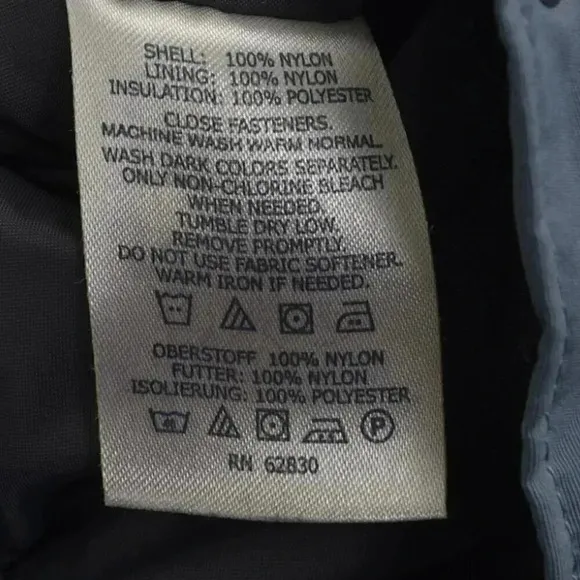 SHELL: 100% NYLON
LINING: 100% NYLON
INSULATION: 100% POLYESTER
CLOSE FASTENERS.
MACHINE WASH WARM NORMAL.
WASH DARK COLORS SEPARATELY.
ONLY NON-CHLORINE BLEACH
WHEN NEEDED.
TUMBLE DRY LOW.
REMOVE PROMPTLY.
DO NOT USE FABRIC SOFTENER.
WARM IRON IF NEEDED.
OBERSTOFF 100% NYLON
FUTTER: 100% NYLON
ISOLIERUNG: 100% POLYESTER
P
RN 62830